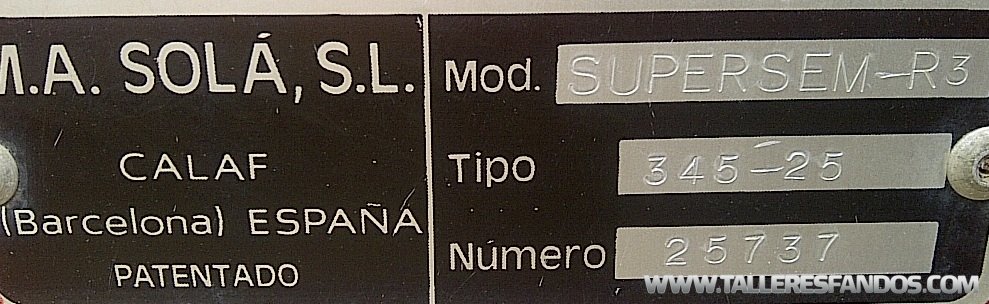 M.A. SOLÁ, S.L.
CALAF
(Barcelona) ESPAÑA
PATENTADO
Mod. SUPERSEM-R3
Tipo 345-25
Número 25737
WWW.TALLERESFANDOS.COM